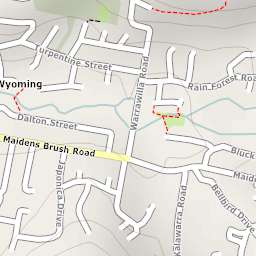 Turpentine Street
Warrawilla Road
Wyoming
Rain Forest Road
Dalton Street
Maidens Brush Road
Japonica Drive
Kalawarra Road
Bellbird Drive
Maide